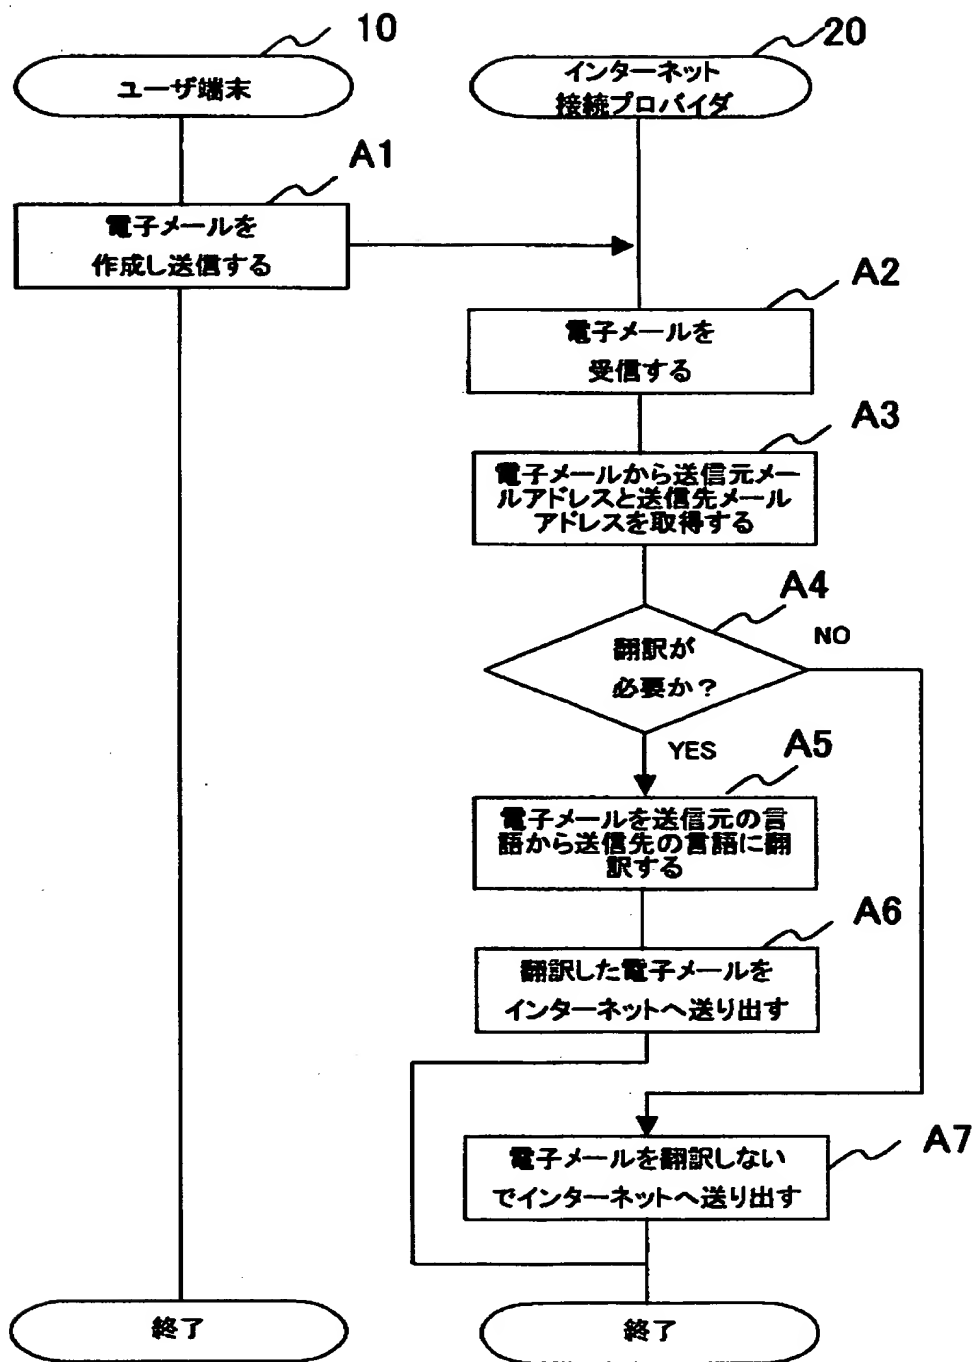 10
ユーザ端末
A1
電子メールを
作成し送信する
終了
20
インターネット
接続プロバイダ
A2
電子メールを
受信する
A3
電子メールから送信元メー
ルアドレスと送信先メール
アドレスを取得する
A4
翻訳が
必要か?
NO
YES
A5
電子メールを送信元の言
語から送信先の言語に翻
訳する
A6
翻訳した電子メールを
インターネットへ送り出す
A7
電子メールを翻訳しない
でインターネットへ送り出す
終了